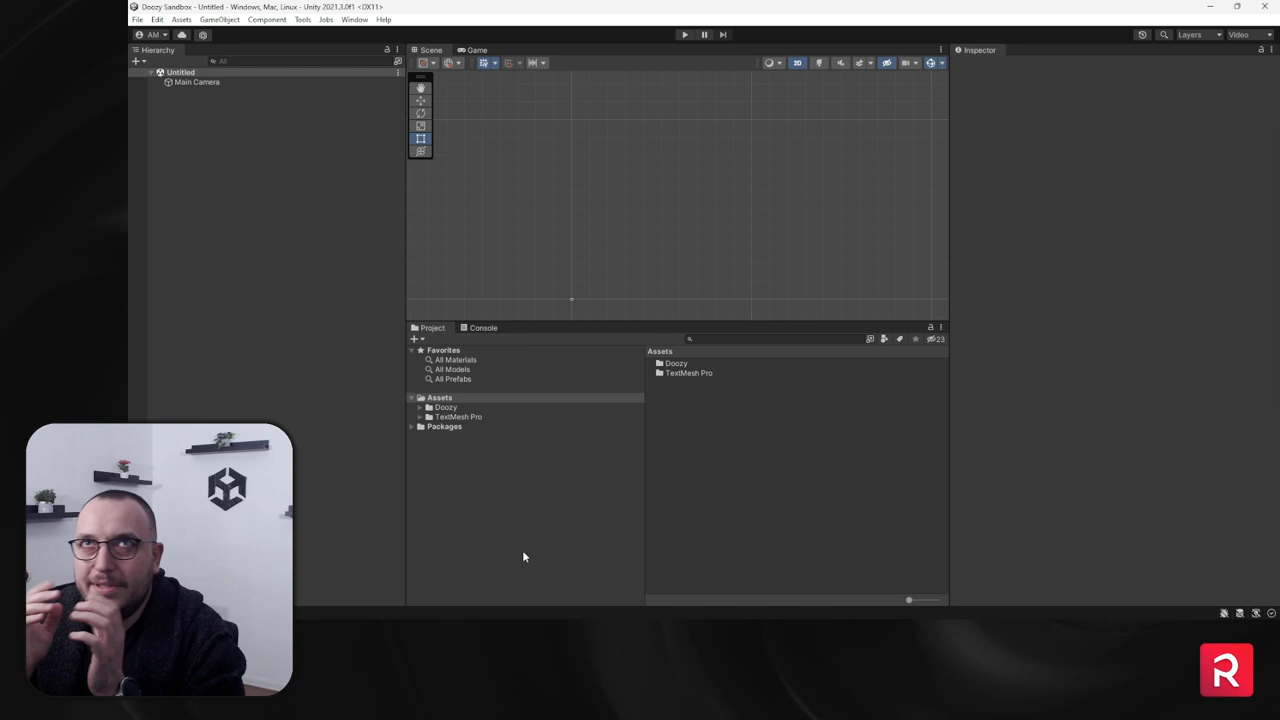 Doozy Sandbox - Untitled - Windows, Mac, Linux - Unity 2021.3.0f1 <DX11>
File Edit Assets GameObject Component Tools Jobs Window Help
AM Layers Video
Hierarchy Scene Game Inspector
All 2D
Untitled
Main Camera
Project Console
23
Favorites Assets
All Materials Doozy
All Models TextMesh Pro
All Prefabs
Assets
Doozy
TextMesh Pro
Packages
R